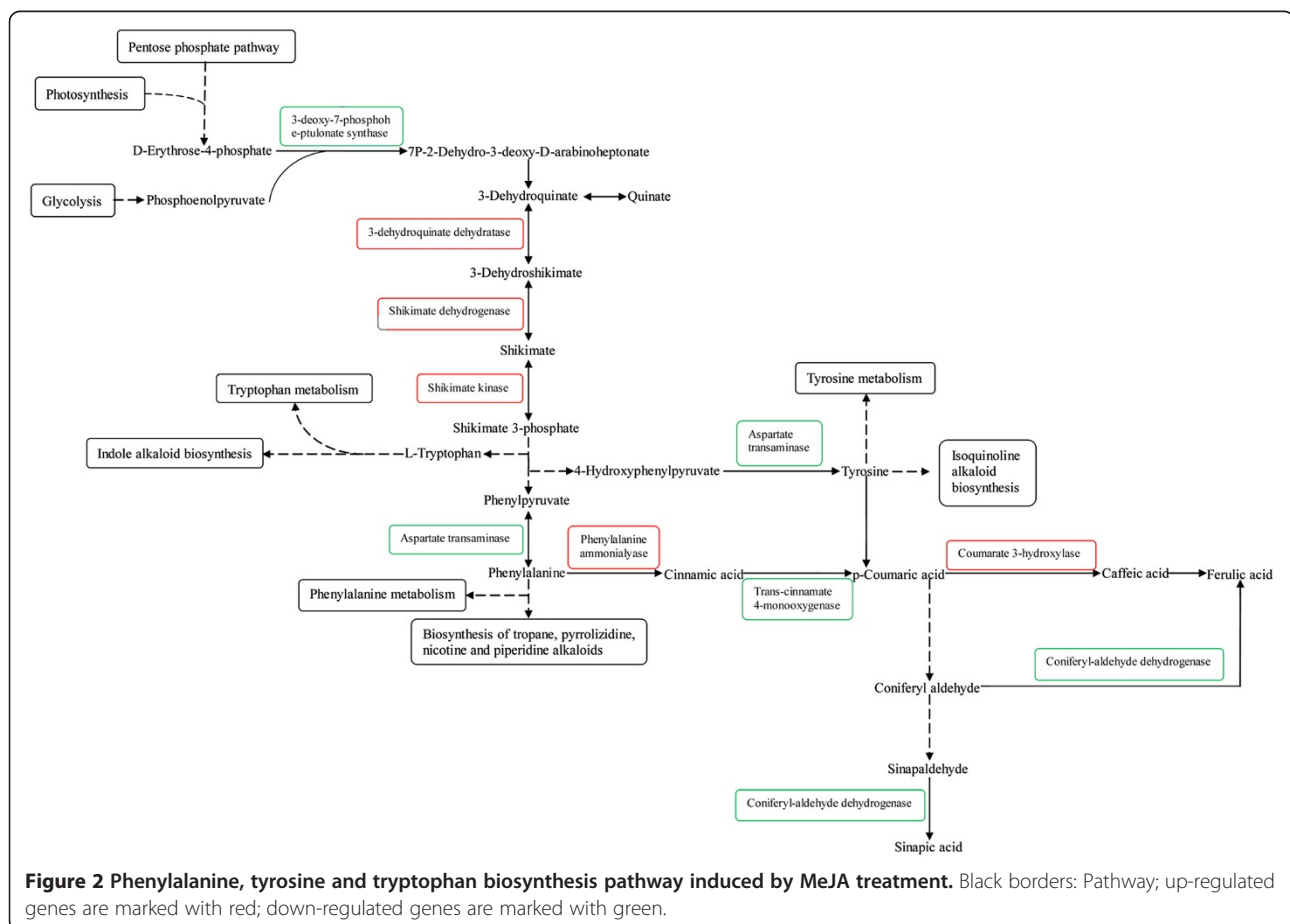 Pentose phosphate pathway
Photosynthesis
3-deoxy-7-phosphoh
e-ptulonate synthase
D-Erythrose-4-phosphate
7P-2-Dehydro-3-deoxy-D-arabinoheptonate
Glycolysis
Phosphoenolpyruvate
3-Dehydroquinate
Quinate
3-dehydroquinate dehydratase
3-Dehydroshikimate
Shikimate dehydrogenase
Shikimate
Tryptophan metabolism
Shikimate kinase
Tyrosine metabolism
Shikimate 3-phosphate
Indole alkaloid biosynthesis
L-Tryptophan
4-Hydroxyphenylpyruvate
Aspartate
transaminase
Tyrosine
Isoquinoline
alkaloid
biosynthesis
Phenylpyruvate
Aspartate transaminase
Phenylalanine
ammonialyase
Coumarate 3-hydroxylase
Phenylalanine
Cinnamic acid
p-Coumaric acid
Caffeic acid
Ferulic acid
Trans-cinnamate
4-monooxygenase
Phenylalanine metabolism
Biosynthesis of tropane, pyrrolizidine,
nicotine and piperidine alkaloids
Coniferyl-aldehyde dehydrogenase
Coniferyl aldehyde
Sinapaldehyde
Coniferyl-aldehyde dehydrogenase
Sinapic acid
Figure 2 Phenylalanine, tyrosine and tryptophan biosynthesis pathway induced by MeJA treatment. Black borders: Pathway; up-regulated
genes are marked with red; down-regulated genes are marked with green.